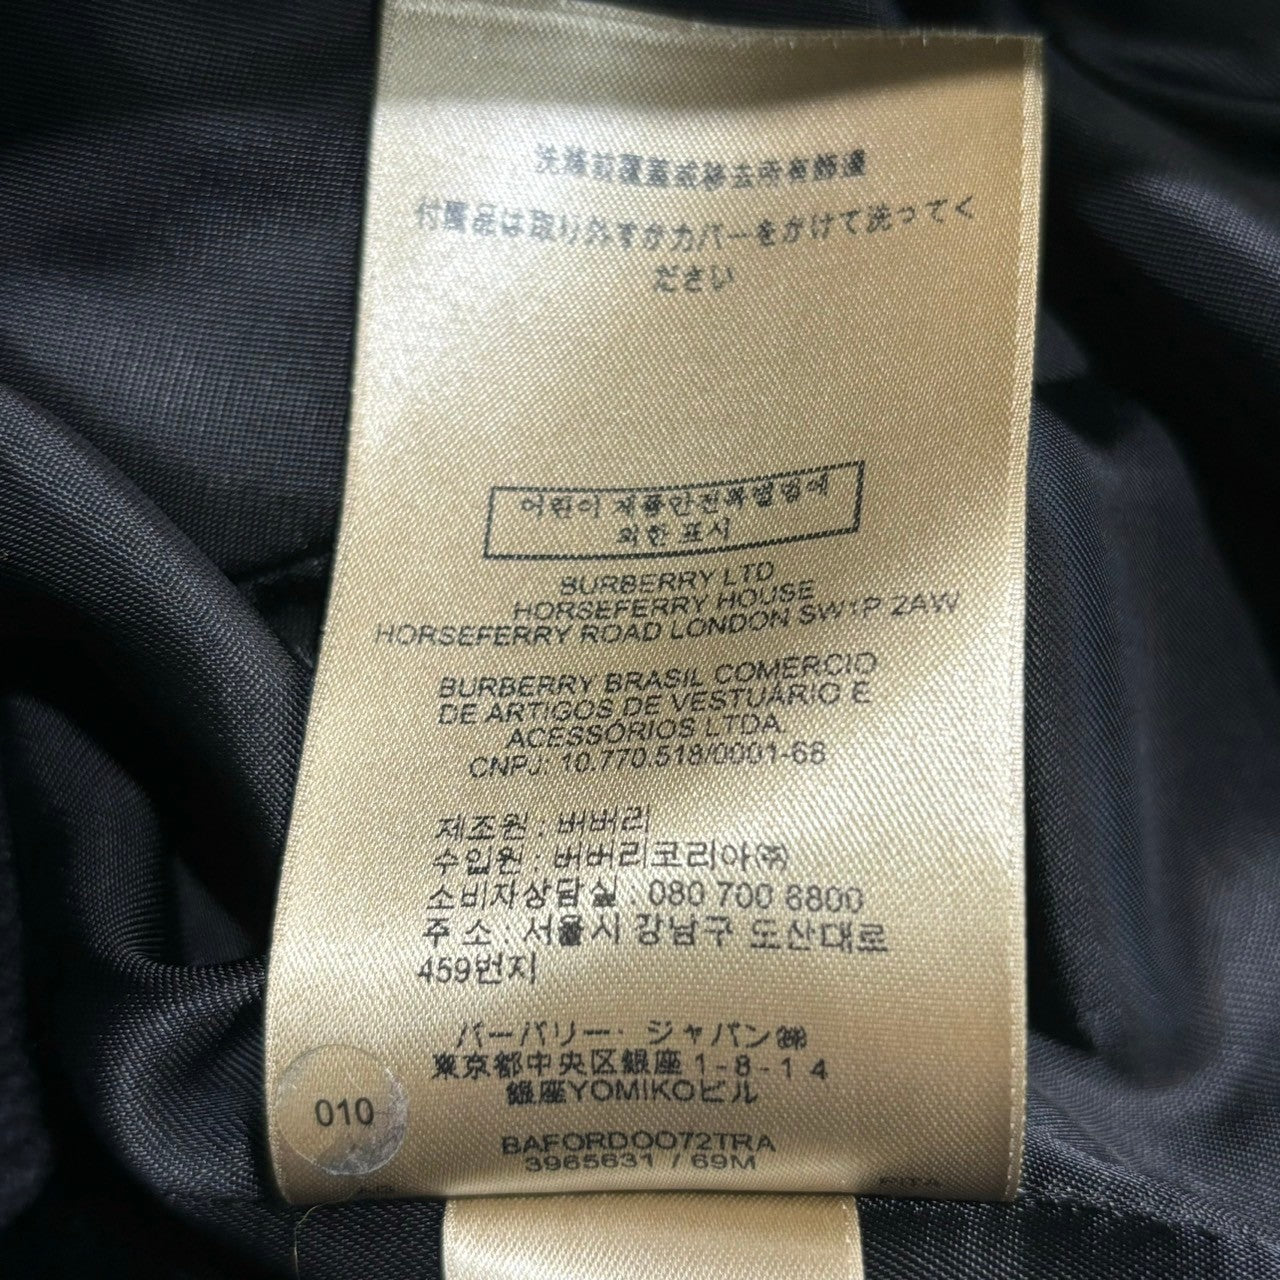 洗滌前覆蓋或移去所有飾邊
付属品は取り外すかカバーをかけて洗ってく
ださい
어린이 제품안전특별법에
의한 표시
BURBERRY LTD
HORSEFERRY HOUSE
HORSEFERRY ROAD LONDON SW1P 2AW
BURBERRY BRASIL COMERCIO
DE ARTIGOS DE VESTUÁRIO E
ACESSÓRIOS LTDA
CNPJ: 10.770.518/0001-68
제조원 : 버버리
수입원 : 버버리코리아㈜
소비자상담실 : 080 700 8800
주 소 : 서울시 강남구 도산대로
459번지
バーバリー・ジャパン㈱
東京都中央区銀座 1 - 8 - 1 4
銀座YOMIKOビル
010
BAFORDOO72TRA
3965631 / 69M